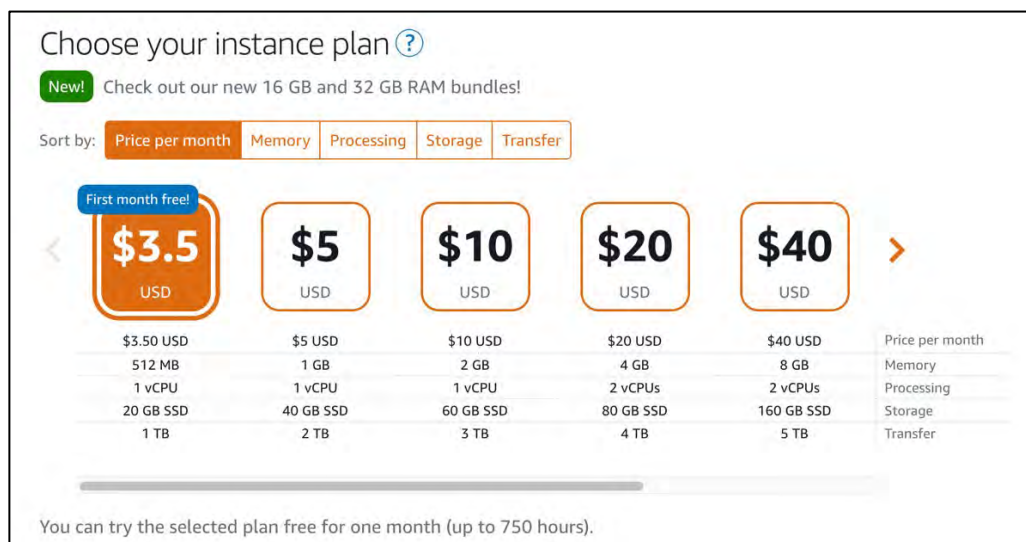 Choose your instance plan ?
New! Check out our new 16 GB and 32 GB RAM bundles!
Sort by: Price per month Memory Processing Storage Transfer
First month free!
$3.5 $5 $10 $20 $40
USD USD USD USD USD
$3.50 USD $5 USD $10 USD $20 USD $40 USD Price per month
512 MB 1 GB 2 GB 4 GB 8 GB Memory
1 vCPU 1 vCPU 1 vCPU 2 vCPUs 2 vCPUs Processing
20 GB SSD 40 GB SSD 60 GB SSD 80 GB SSD 160 GB SSD Storage
1 TB 2 TB 3 TB 4 TB 5 TB Transfer
You can try the selected plan free for one month (up to 750 hours).